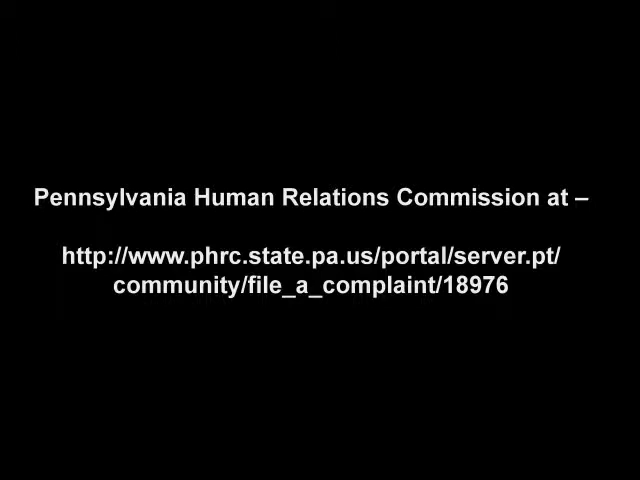 Pennsylvania Human Relations Commission at –
http://www.phrc.state.pa.us/portal/server.pt/
community/file_a_complaint/18976